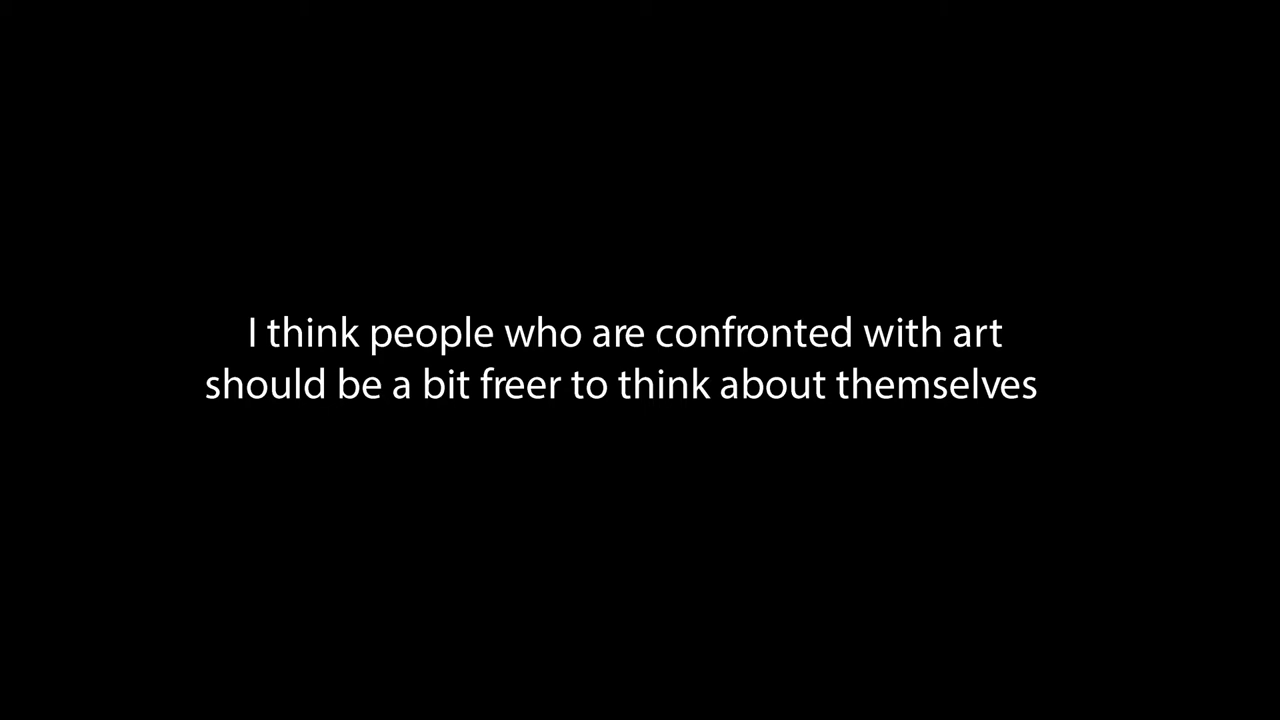 I think people who are confronted with art
should be a bit freer to think about themselves